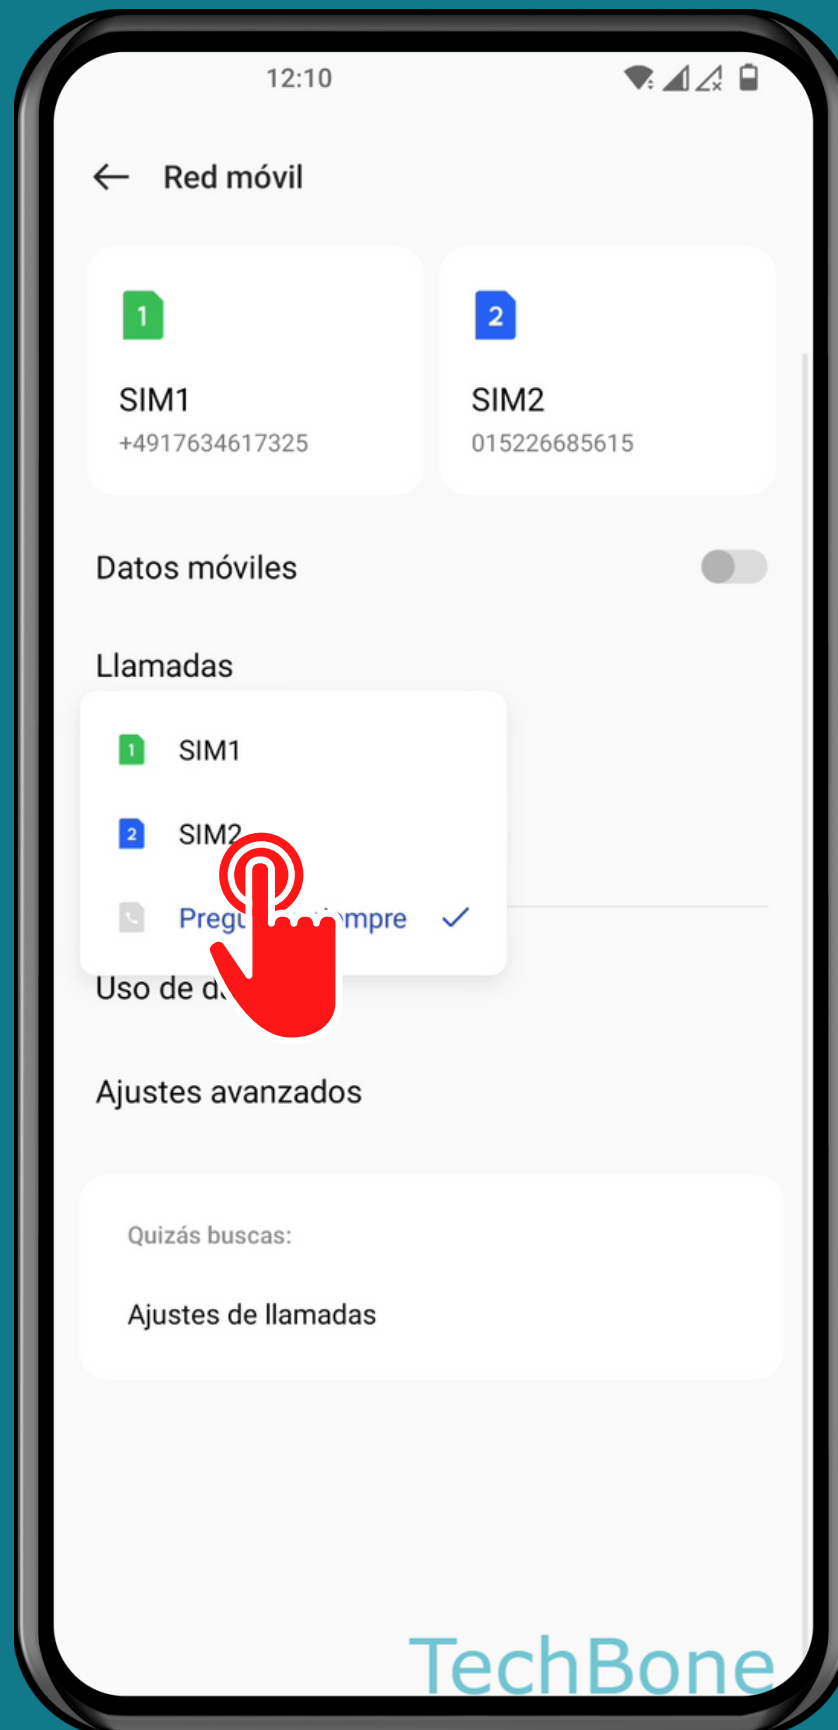 12:10
Red móvil
1
2
SIM1
SIM2
+4917634617325
015226685615
Datos móviles
Llamadas
1 SIM1
2 SIM2
Uso de
Ajustes avanzados
Quizás buscas:
Ajustes de llamadas
TechBone